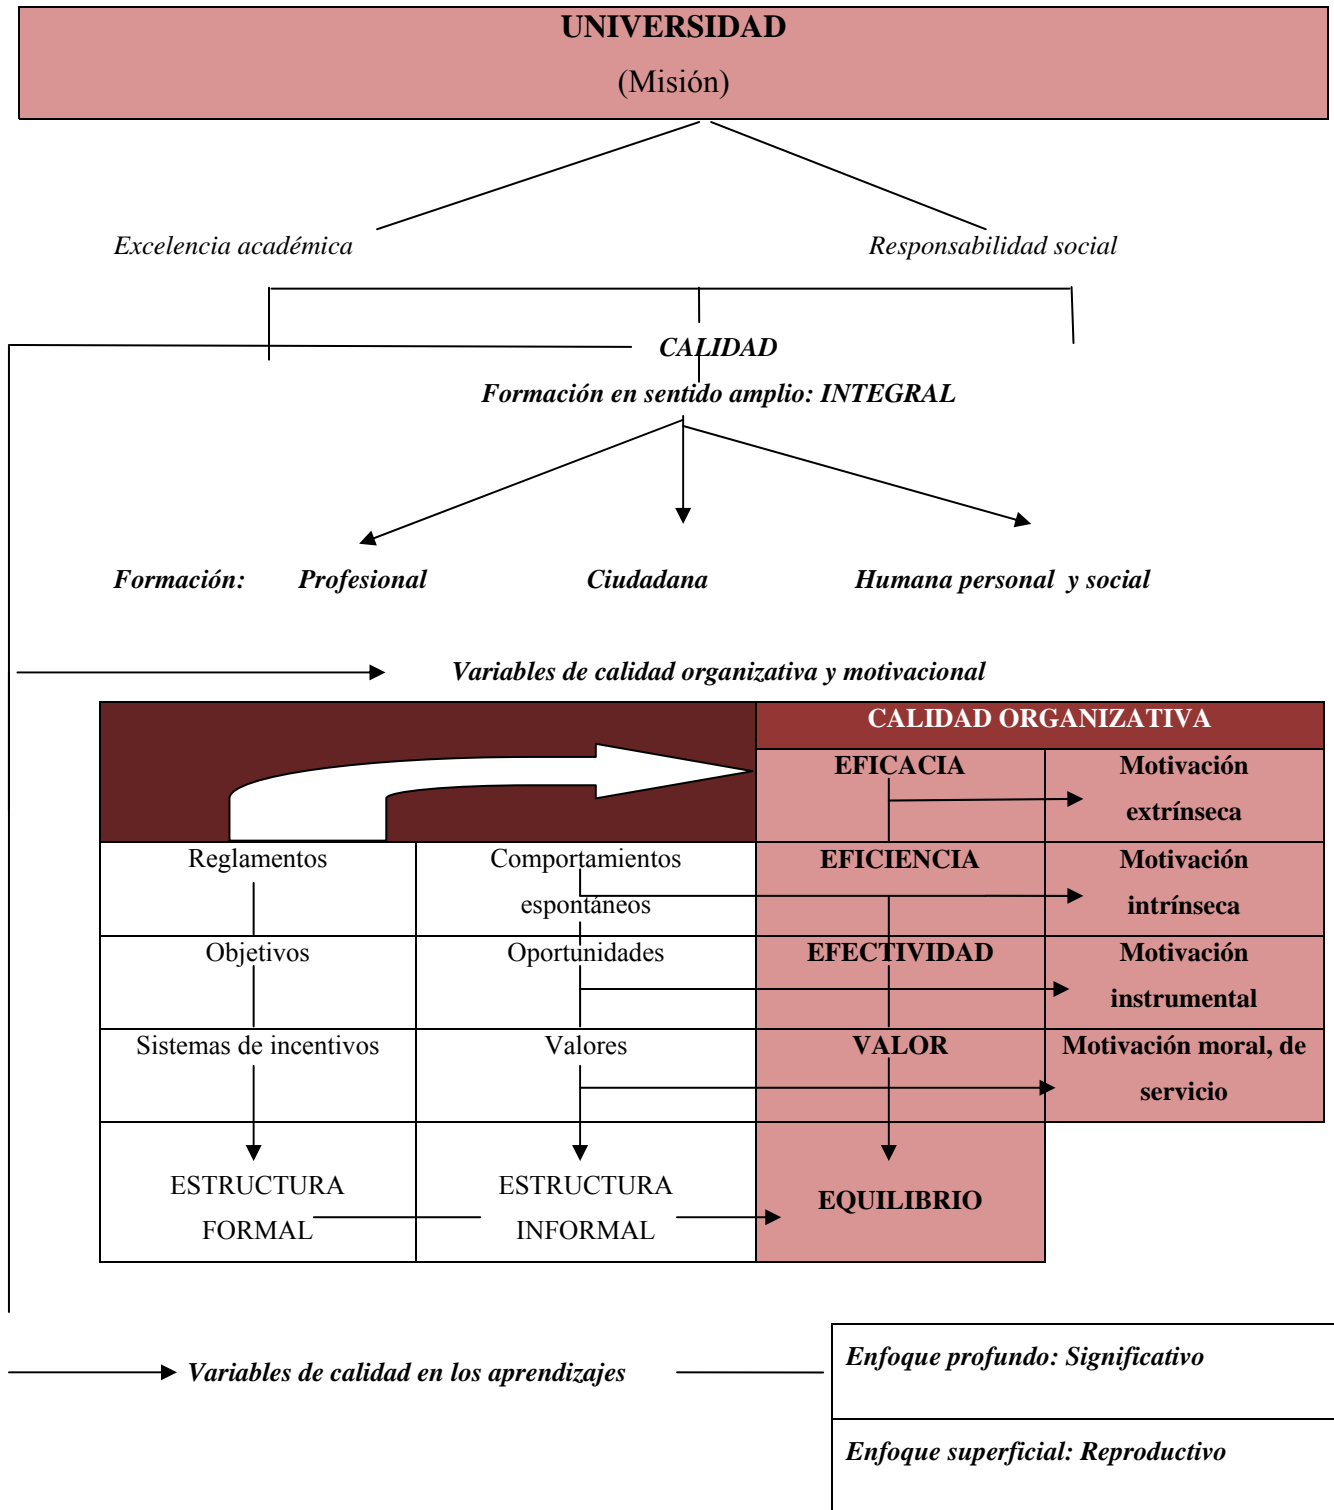 UNIVERSIDAD
(Misión)
Excelencia académica
Responsabilidad social
CALIDAD
Formación en sentido amplio: INTEGRAL
Formación: Profesional Ciudadana Humana personal y social
Variables de calidad organizativa y motivacional
CALIDAD ORGANIZATIVA
EFICACIA
Motivación
extrínseca
Reglamentos
Comportamientos
espontáneos
EFICIENCIA
Motivación
intrínseca
Objetivos
Oportunidades
EFECTIVIDAD
Motivación
instrumental
Sistemas de incentivos
Valores
VALOR
Motivación moral, de
servicio
ESTRUCTURA
FORMAL
ESTRUCTURA
INFORMAL
EQUILIBRIO
Variables de calidad en los aprendizajes
Enfoque profundo: Significativo
Enfoque superficial: Reproductivo